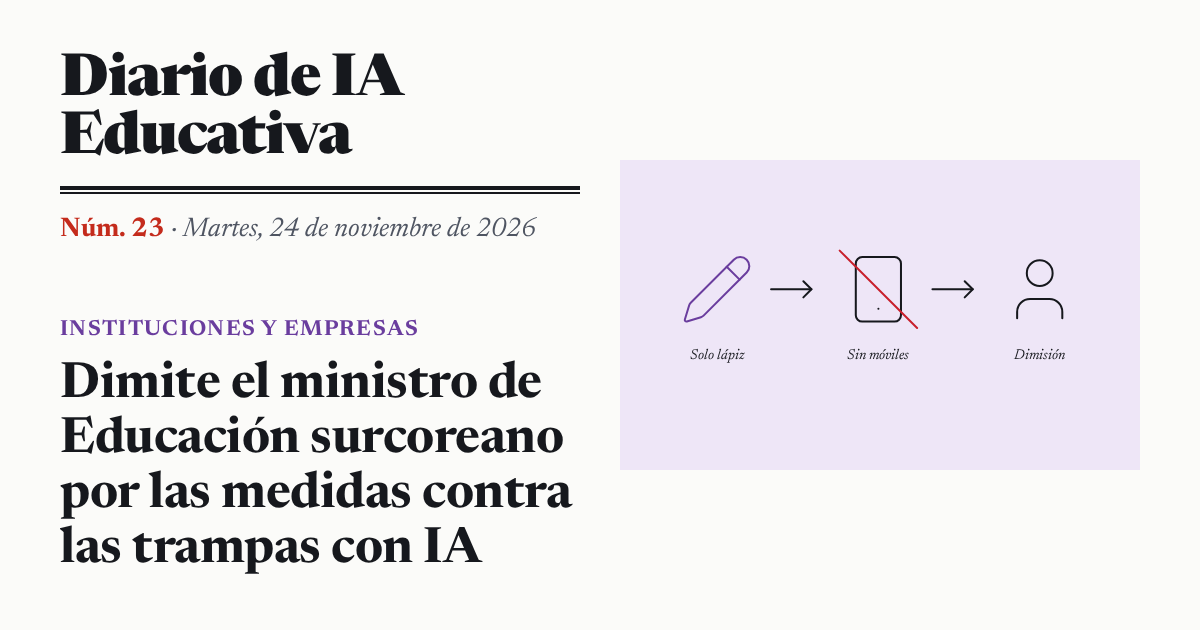 Diario de IA
Educativa
Núm. 23 · Martes, 24 de noviembre de 2026
INSTITUCIONES Y EMPRESAS
Dimite el ministro de
Educación surcoreano
por las medidas contra
las trampas con IA
Solo lápiz
Sin móviles
Dimisión